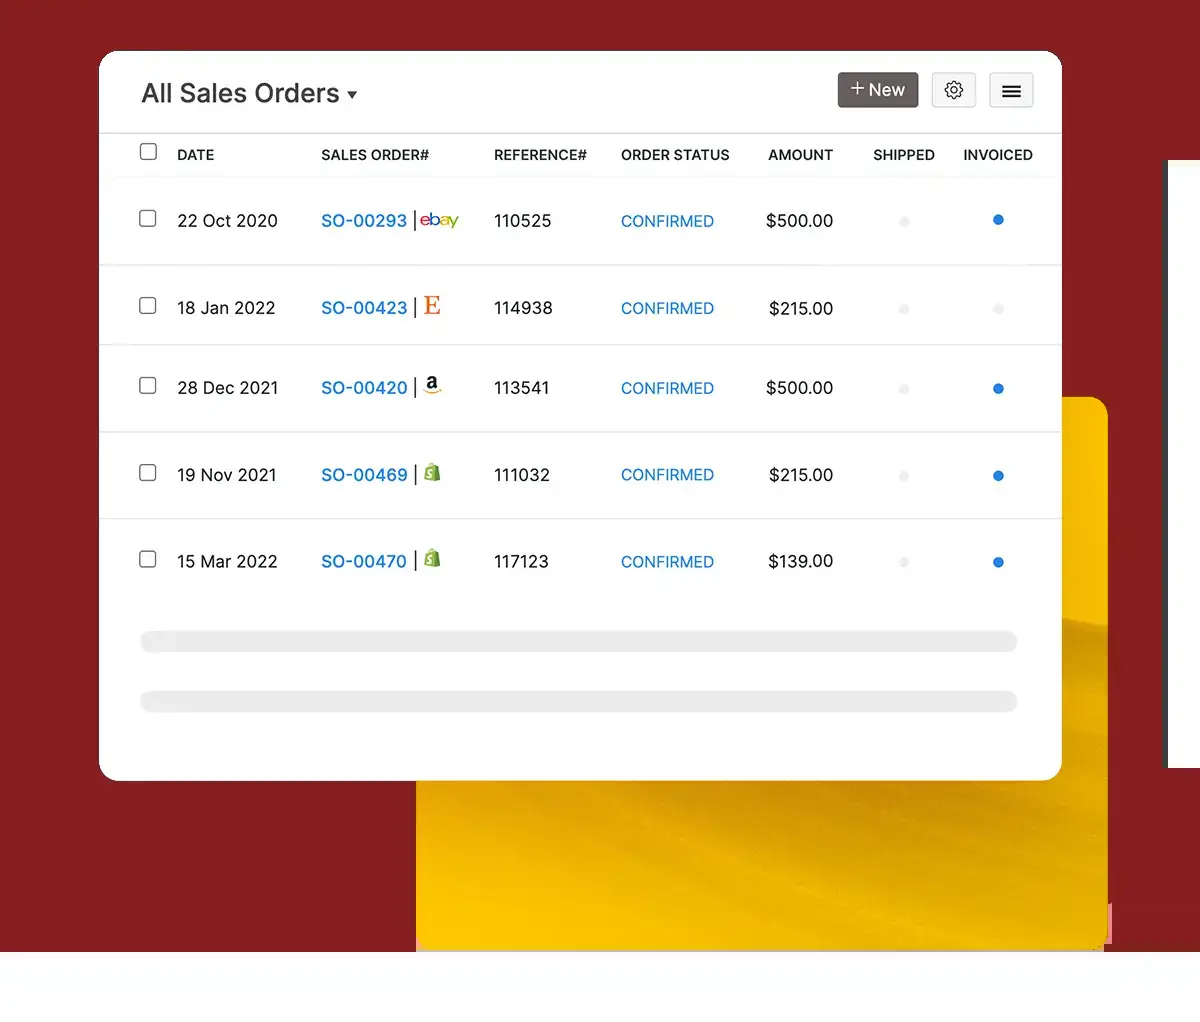 All Sales Orders
+ New
DATE SALES ORDER# REFERENCE# ORDER STATUS AMOUNT SHIPPED INVOICED
22 Oct 2020 SO-00293 | ebay 110525 CONFIRMED $500.00
18 Jan 2022 SO-00423 | E 114938 CONFIRMED $215.00
28 Dec 2021 SO-00420 | a 113541 CONFIRMED $500.00
19 Nov 2021 SO-00469 | S 111032 CONFIRMED $215.00
15 Mar 2022 SO-00470 | S 117123 CONFIRMED $139.00